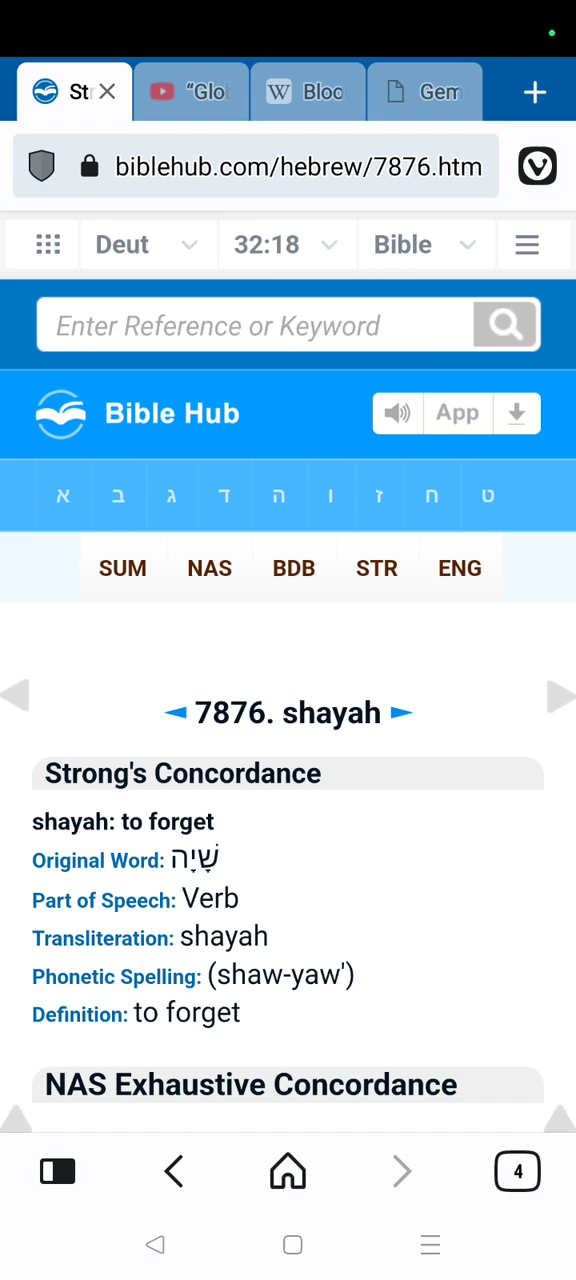 St
“Glo
Bloc
Gem
biblehub.com/hebrew/7876.htm
Deut
32:18
Bible
Enter Reference or Keyword
Bible Hub
App
א ב ג ד ה ו ז ח ט
SUM NAS BDB STR ENG
◄ 7876. shayah ►
Strong's Concordance
shayah: to forget
Original Word: שָׁיָה
Part of Speech: Verb
Transliteration: shayah
Phonetic Spelling: (shaw-yaw')
Definition: to forget
NAS Exhaustive Concordance
4